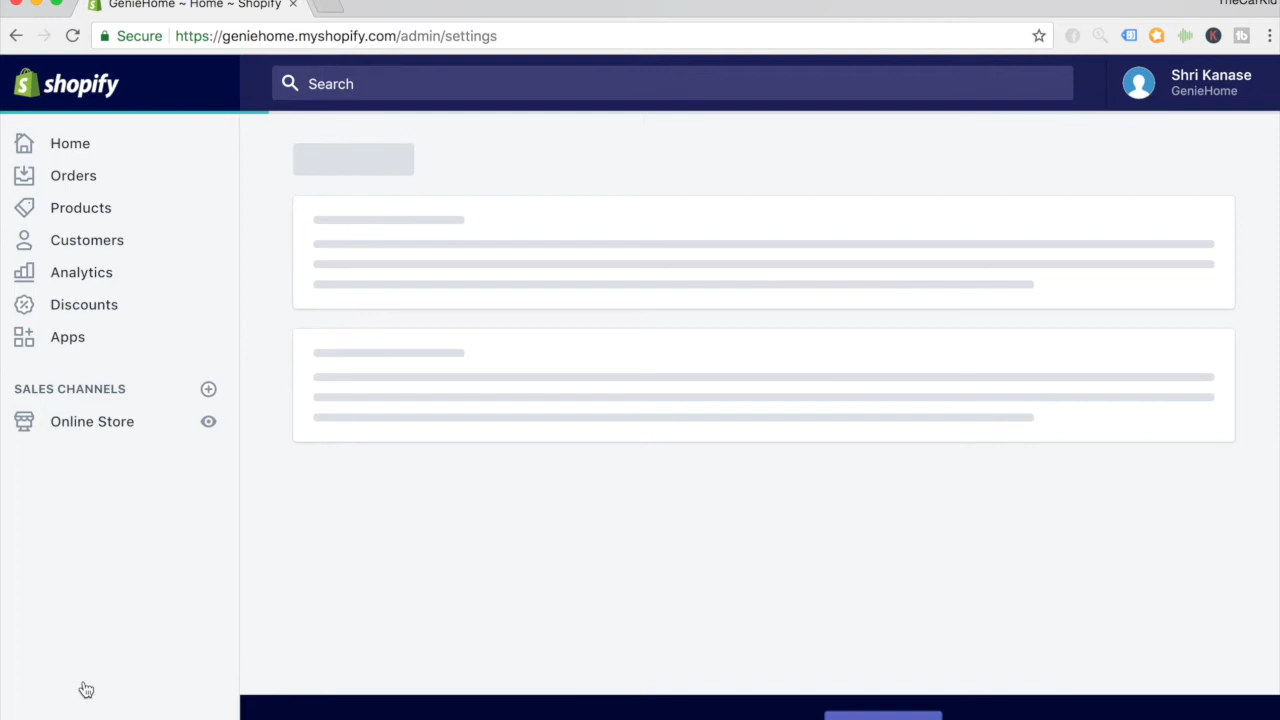 GenieHome ~ Home ~ Shopify
Secure
https://geniehome.myshopify.com/admin/settings
shopify
Search
Shri Kanase
GenieHome
Home
Orders
Products
Customers
Analytics
Discounts
Apps
SALES CHANNELS
Online Store